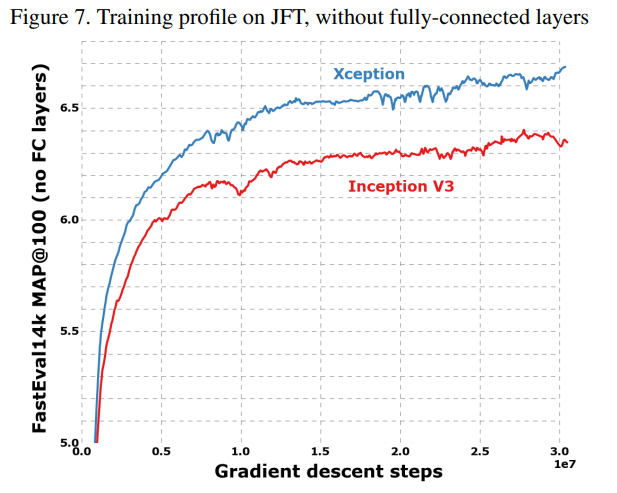 Figure 7. Training profile on JFT, without fully-connected layers
FastEval14k MAP@100 (no FC layers)
Xception
6.5
Inception V3
6.0
5.5
5.0
0.0 0.5 1.0 1.5 2.0 2.5 3.0
1e7
Gradient descent steps